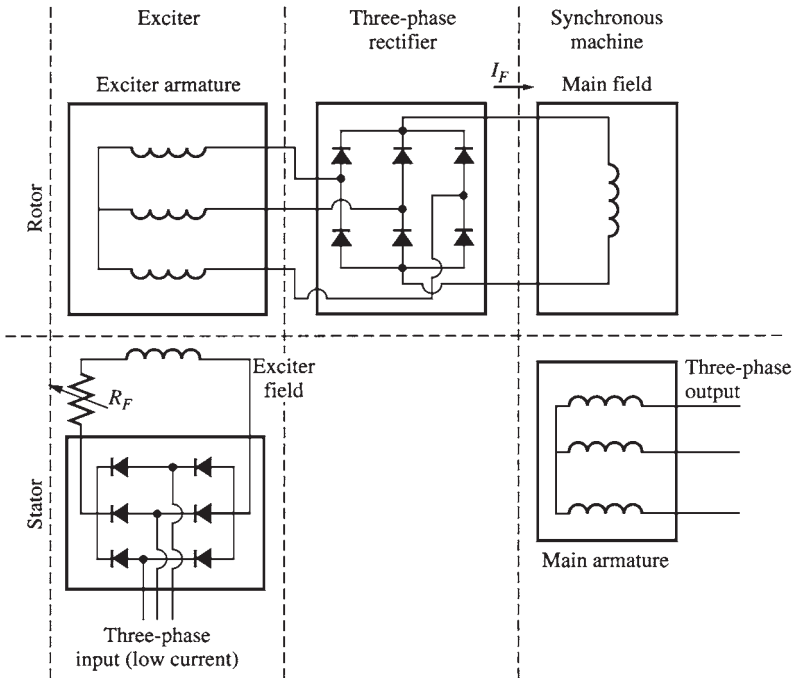 Exciter
Three-phase
rectifier
Synchronous
machine
Exciter armature
I_F
Main field
Rotor
Exciter
field
R_F
Three-phase
output
Stator
Main armature
Three-phase
input (low current)